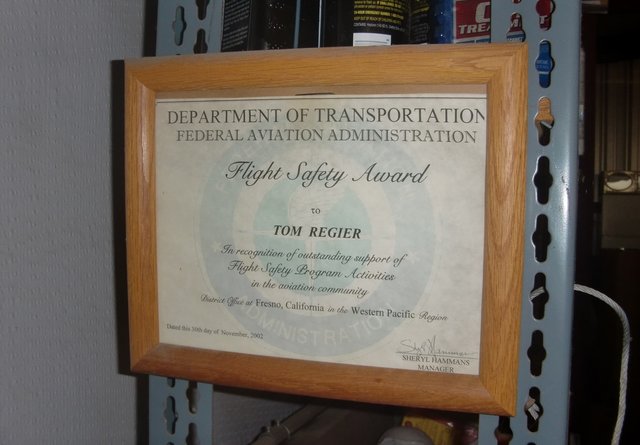 DEPARTMENT OF TRANSPORTATION
FEDERAL AVIATION ADMINISTRATION
Flight Safety Award
to
TOM REGIER
In recognition of outstanding support of
Flight Safety Program Activities
in the aviation community
District Office at Fresno, California in the Western Pacific Region
ADMINISTRATION
Dated this 30th day of November, 2002
SHERYL HAMMANS
MANAGER